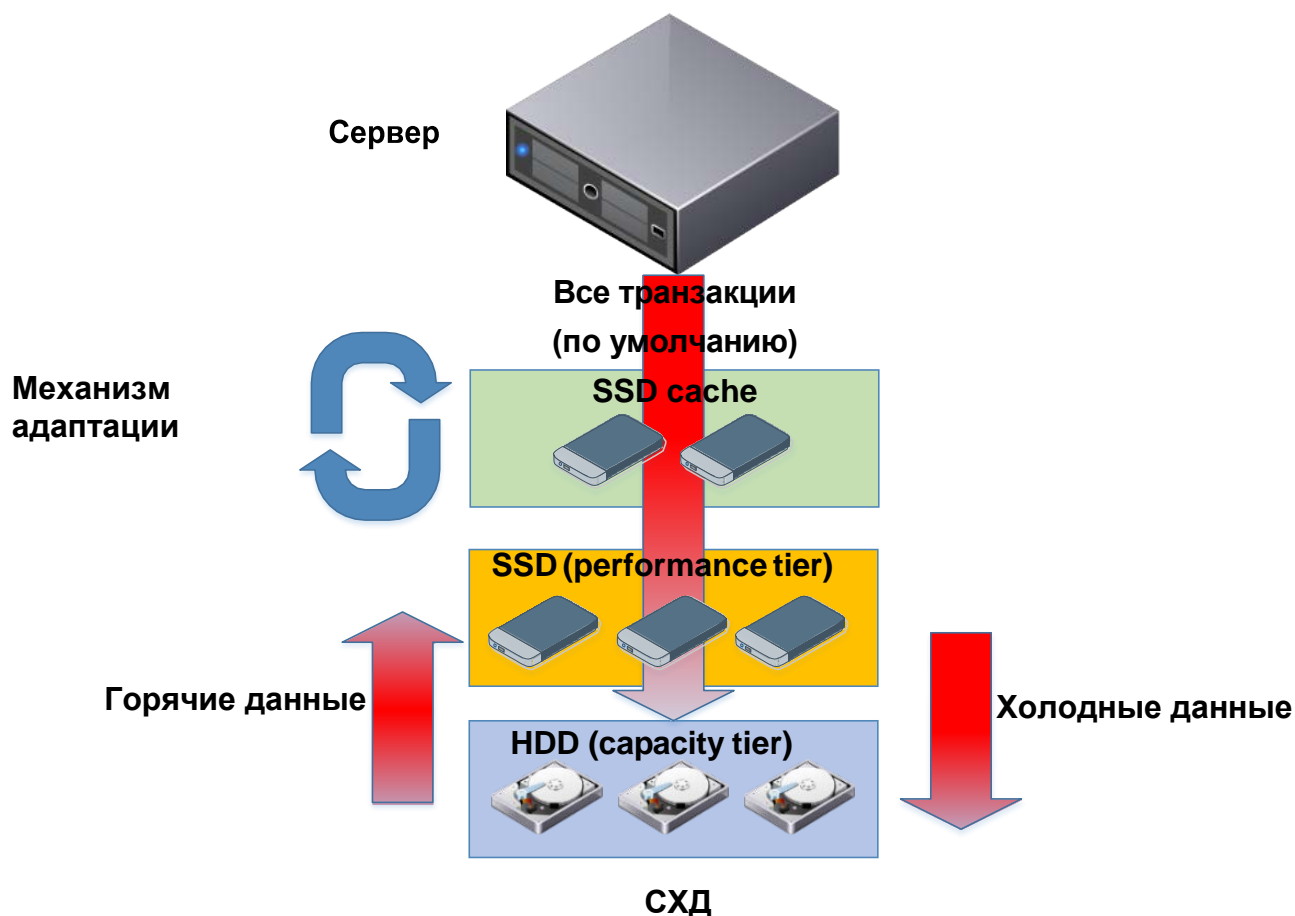 Сервер
Все транзакции
(по умолчанию)
SSD cache
Механизм
адаптации
SSD (performance tier)
Горячие данные
Холодные данные
HDD (capacity tier)
СХД